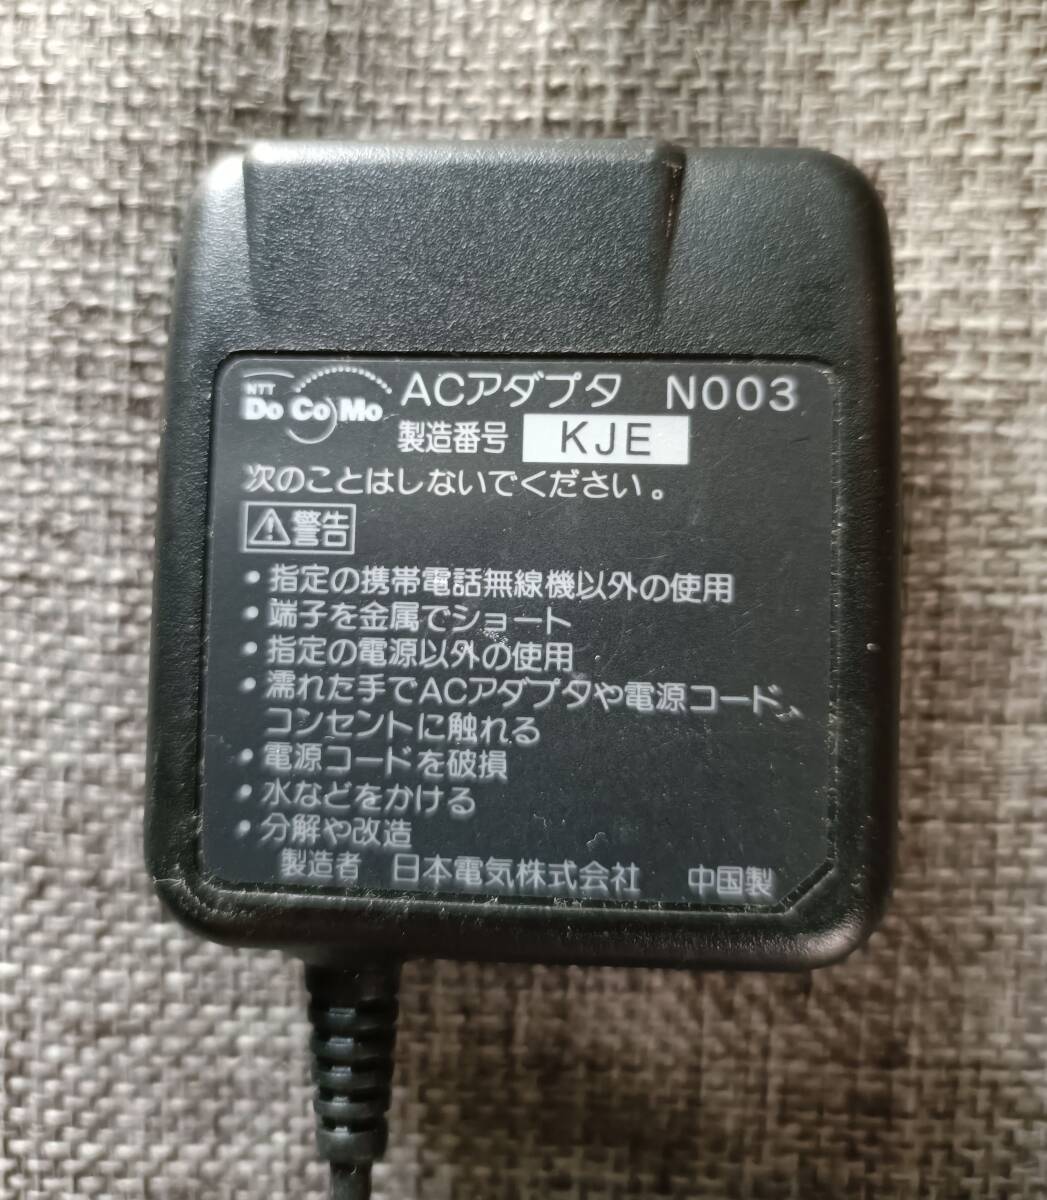 NTT
DoCoMo ACアダプタ N003
製造番号 KJE
次のことはしないでください。
警告
・指定の携帯電話無線機以外の使用
・端子を金属でショート
・指定の電源以外の使用
・濡れた手でACアダプタや電源コード、
コンセントに触れる
・電源コードを破損
・水などをかける
・分解や改造
製造者 日本電気株式会社 中国製